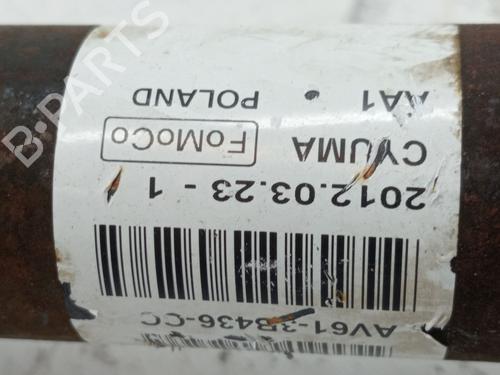 AV61-3B436-CC
2012.03.23 - 1
CYUMA FoMoCo
AA1 • POLAND
B-PARTS